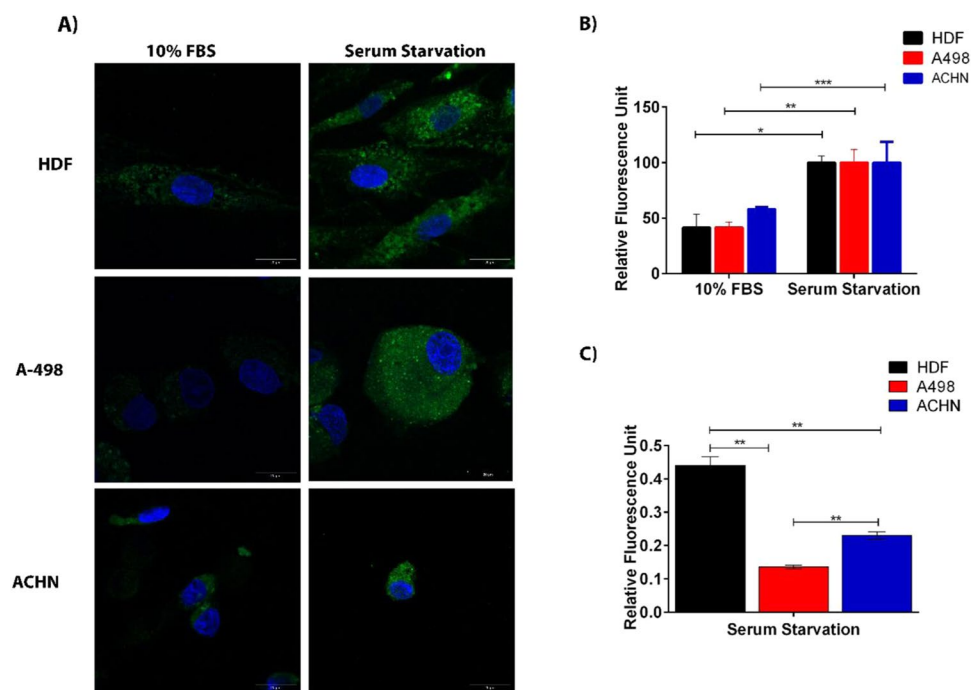 A)
10% FBS
Serum Starvation
HDF
A-498
ACHN
B)
HDF
A498
ACHN
***
**
*
Relative Fluorescence Unit
150
100
50
0
10% FBS
Serum Starvation
C)
HDF
A498
ACHN
**
**
**
Relative Fluorescence Unit
0.5
0.4
0.3
0.2
0.1
0.0
Serum Starvation